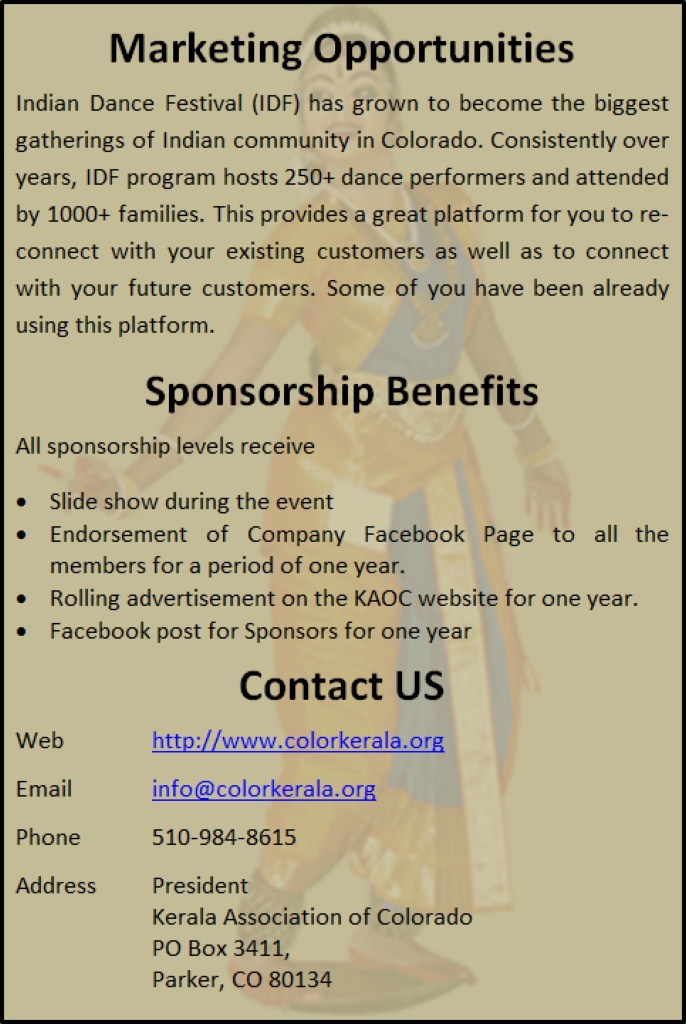 Marketing Opportunities
Indian Dance Festival (IDF) has grown to become the biggest
gatherings of Indian community in Colorado. Consistently over
years, IDF program hosts 250+ dance performers and attended
by 1000+ families. This provides a great platform for you to re-
connect with your existing customers as well as to connect
with your future customers. Some of you have been already
using this platform.
Sponsorship Benefits
All sponsorship levels receive
• Slide show during the event
• Endorsement of Company Facebook Page to all the
members for a period of one year.
• Rolling advertisement on the KAOC website for one year.
• Facebook post for Sponsors for one year
Contact US
Web http://www.colorkerala.org
Email info@colorkerala.org
Phone 510-984-8615
Address President
Kerala Association of Colorado
PO Box 3411,
Parker, CO 80134